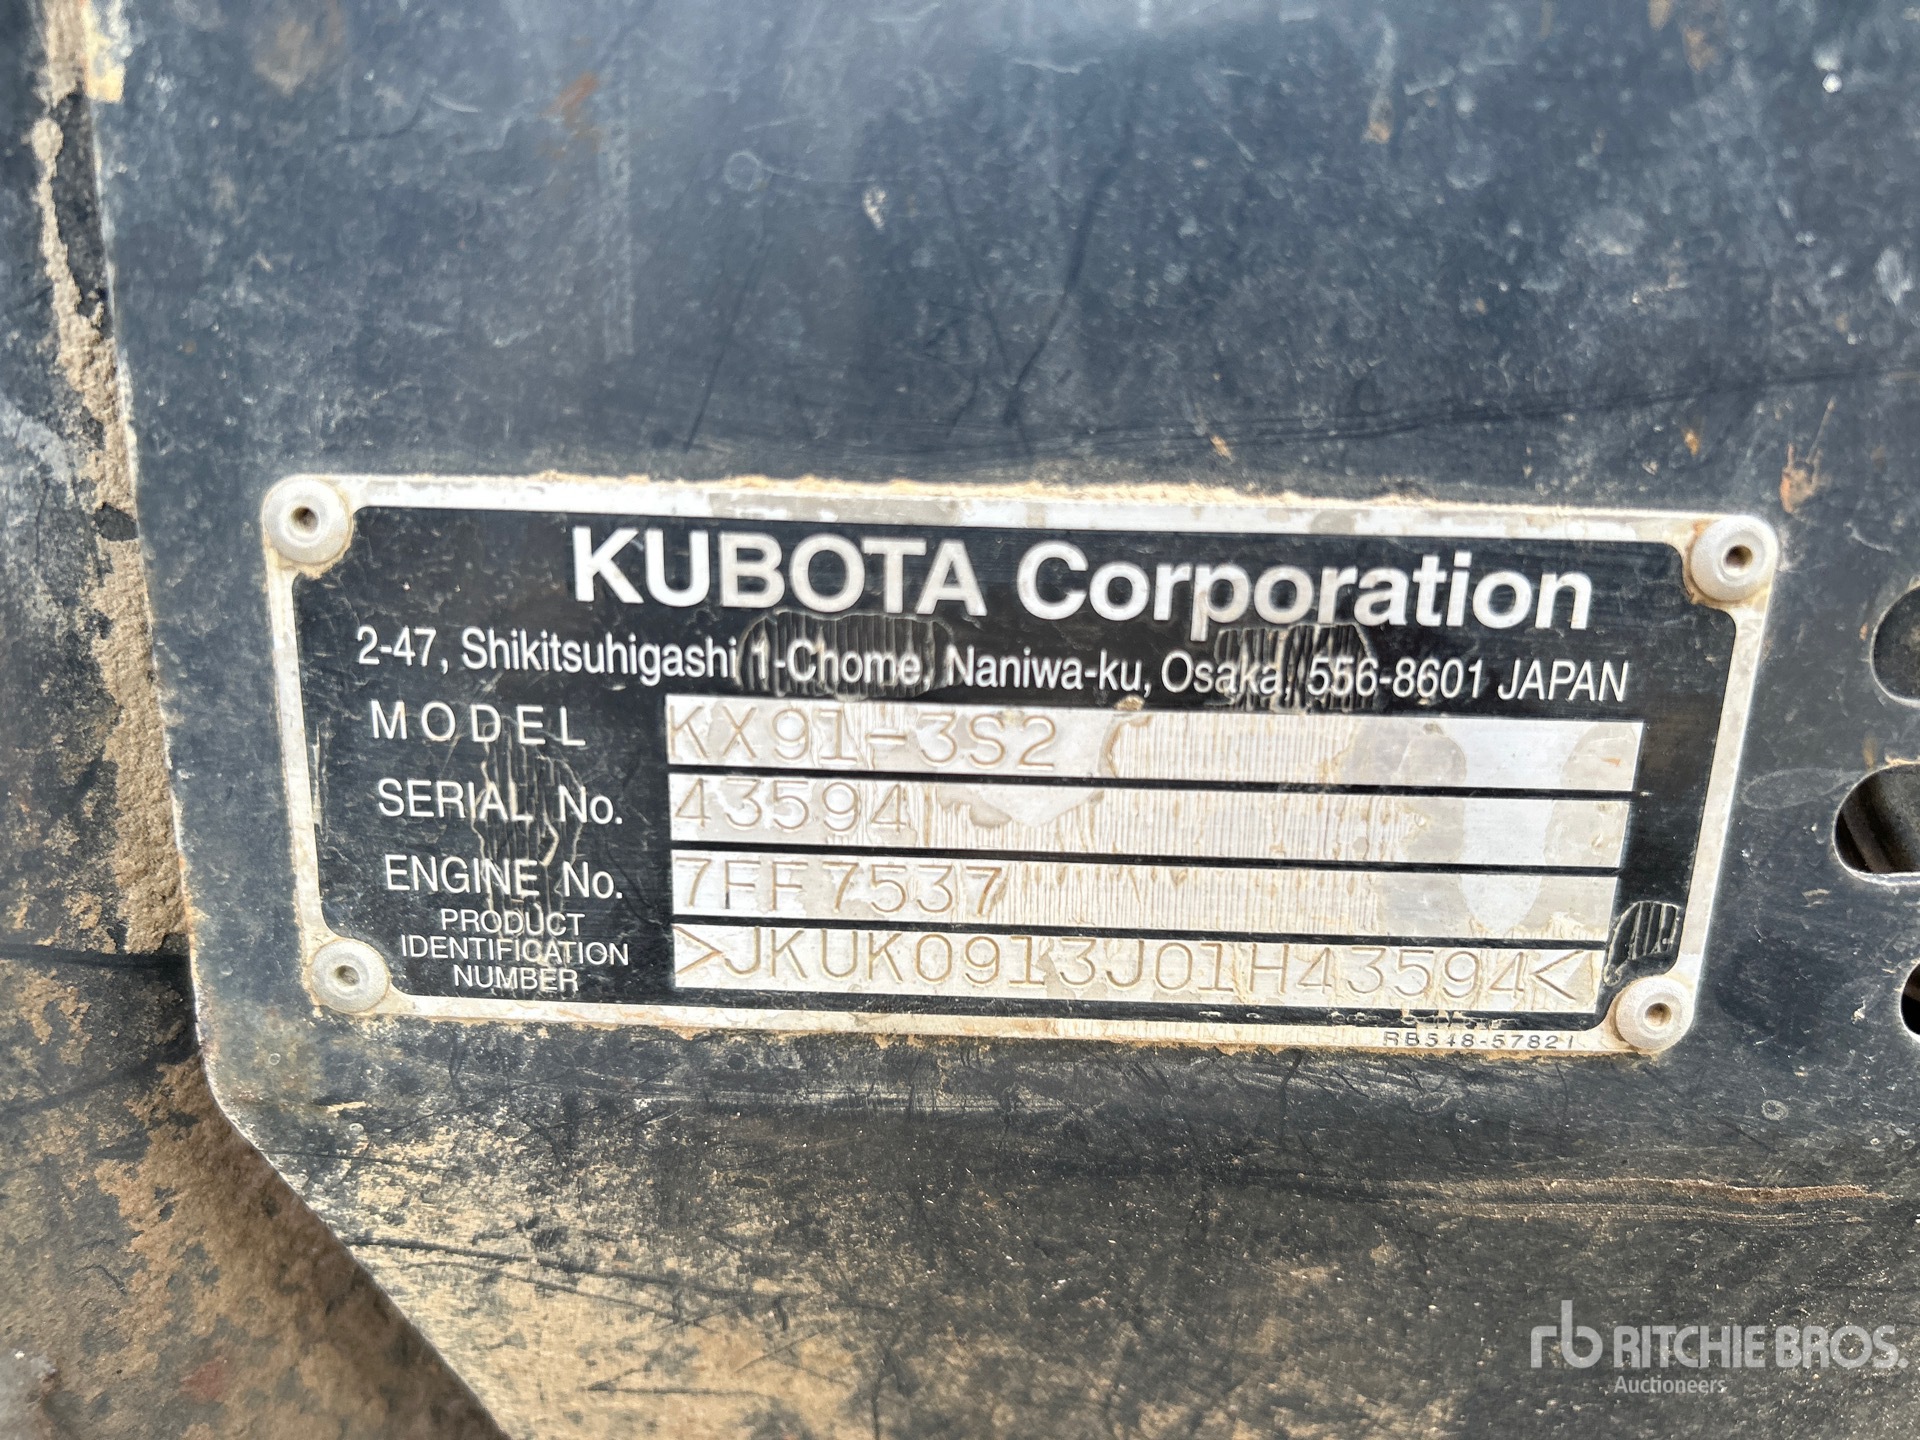 KUBOTA Corporation
2-47, Shikitsuhigashi 1-Chome, Naniwa-ku, Osaka, 556-8601 JAPAN
MODEL KX91-3S2
SERIAL No. 43594
ENGINE No. 7FF7537
PRODUCT
IDENTIFICATION
NUMBER >JKUK0913J01H43594<
RB548-57821
rb RITCHIE BROS.
Auctioneers